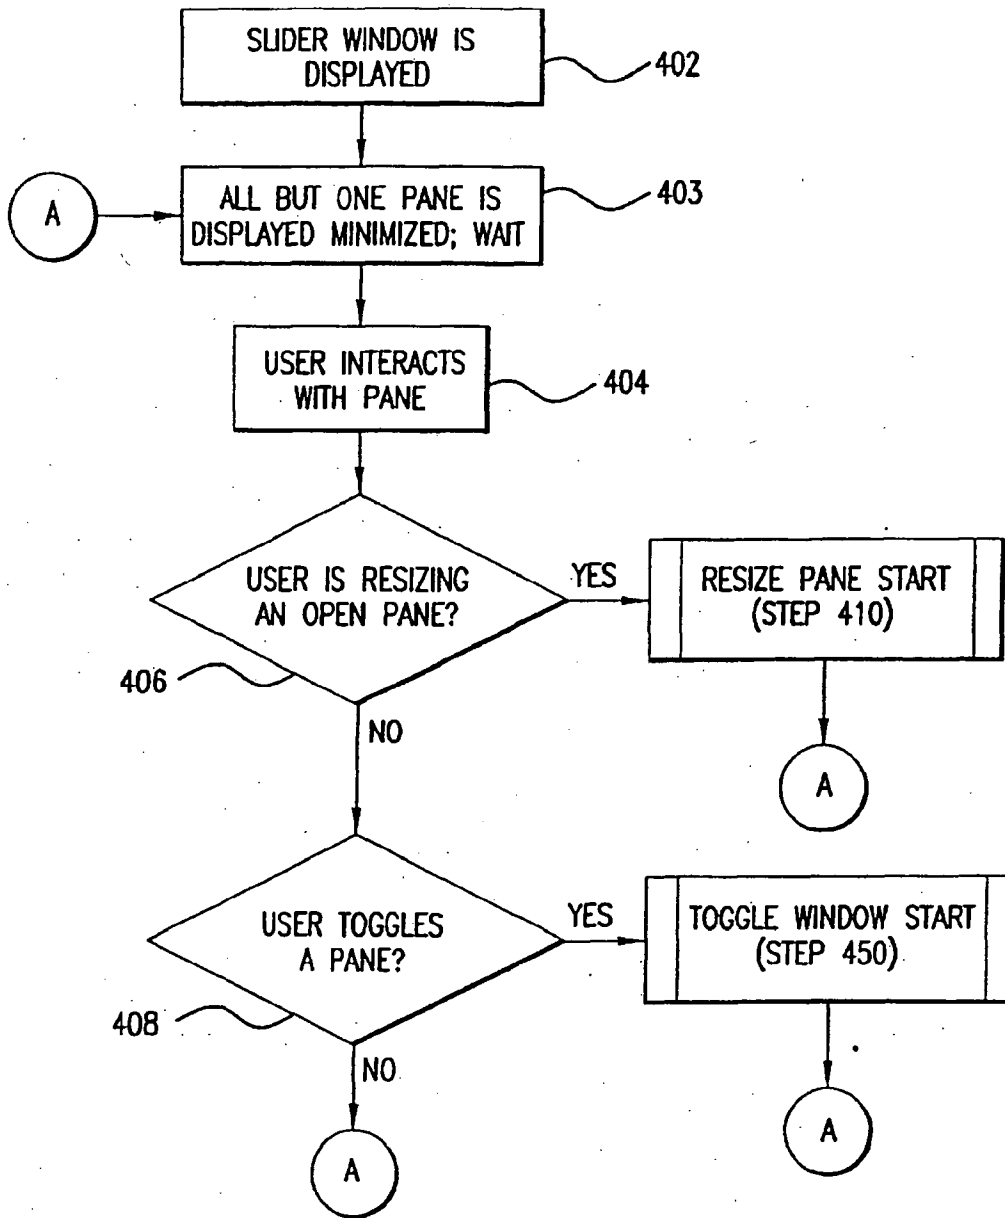 SLIDER WINDOW IS
DISPLAYED
402
A
ALL BUT ONE PANE IS
DISPLAYED MINIMIZED; WAIT
403
USER INTERACTS
WITH PANE
404
USER IS RESIZING
AN OPEN PANE?
406
YES
RESIZE PANE START
(STEP 410)
NO
A
USER TOGGLES
A PANE?
408
YES
TOGGLE WINDOW START
(STEP 450)
NO
A
A